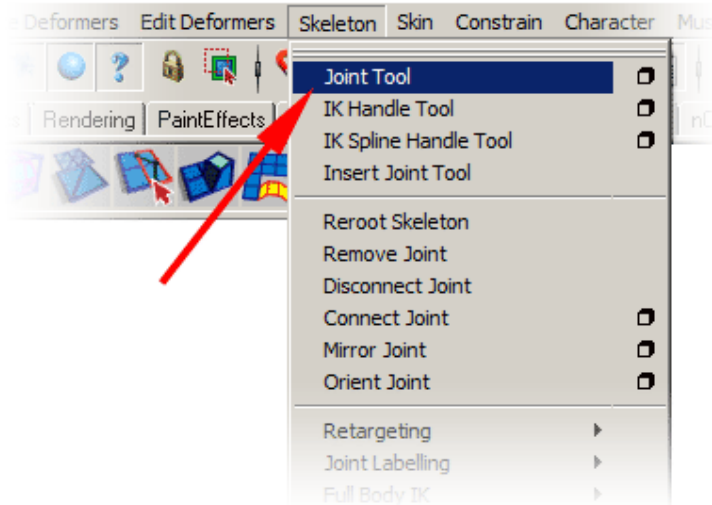 Deformers Edit Deformers Skeleton Skin Constrain Character Mus
Rendering PaintEffects
Joint Tool
IK Handle Tool
IK Spline Handle Tool
Insert Joint Tool
Reroot Skeleton
Remove Joint
Disconnect Joint
Connect Joint
Mirror Joint
Orient Joint
Retargeting
Joint Labelling
Full Body IK